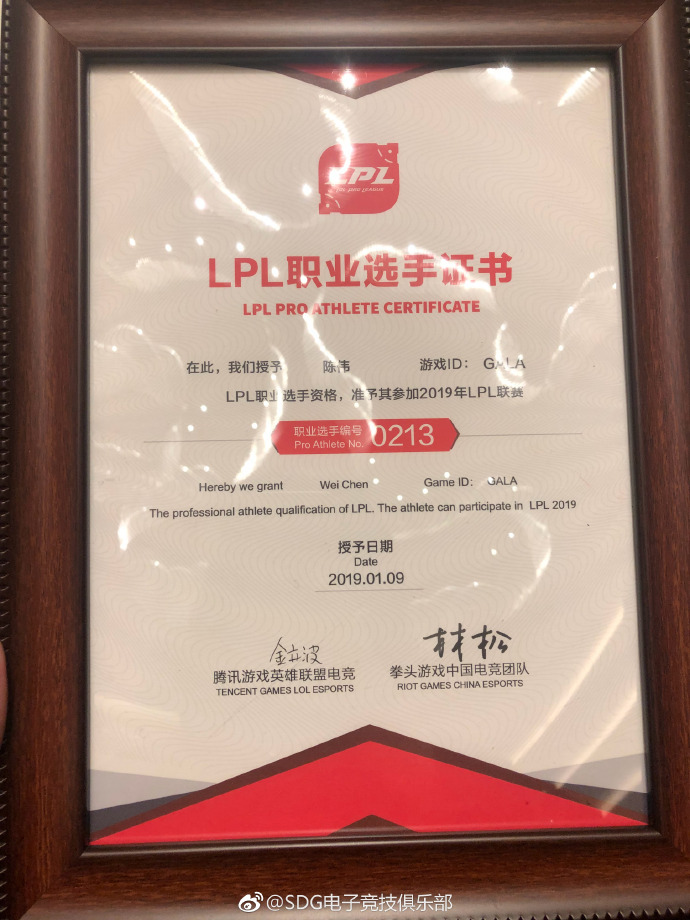 LPL
LPL职业选手证书
LPL PRO ATHLETE CERTIFICATE
在此，我们授予 陈伟 游戏ID： GALA
LPL职业选手资格，准予其参加2019年LPL联赛
职业选手编号
Pro Athlete No. 0213
Hereby we grant Wei Chen Game ID: GALA
The professional athlete qualification of LPL. The athlete can participate in LPL 2019
授予日期
Date
2019.01.09
金亦波 林松
腾讯游戏英雄联盟电竞 拳头游戏中国电竞团队
TENCENT GAMES LOL ESPORTS RIOT GAMES CHINA ESPORTS
@SDG电子竞技俱乐部